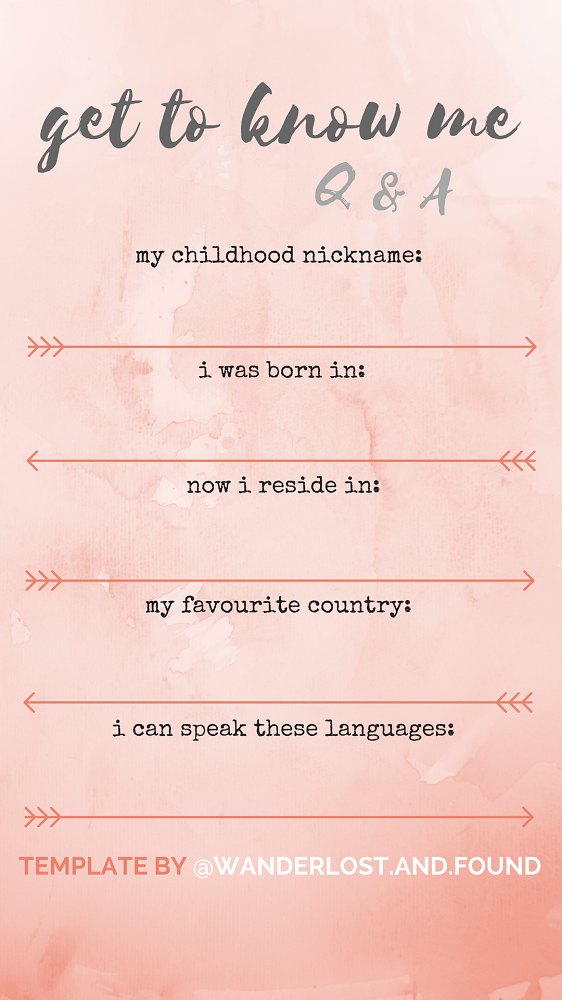 get to know me
Q & A
my childhood nickname:
i was born in:
now i reside in:
my favourite country:
i can speak these languages:
TEMPLATE BY @WANDERLOST.AND.FOUND